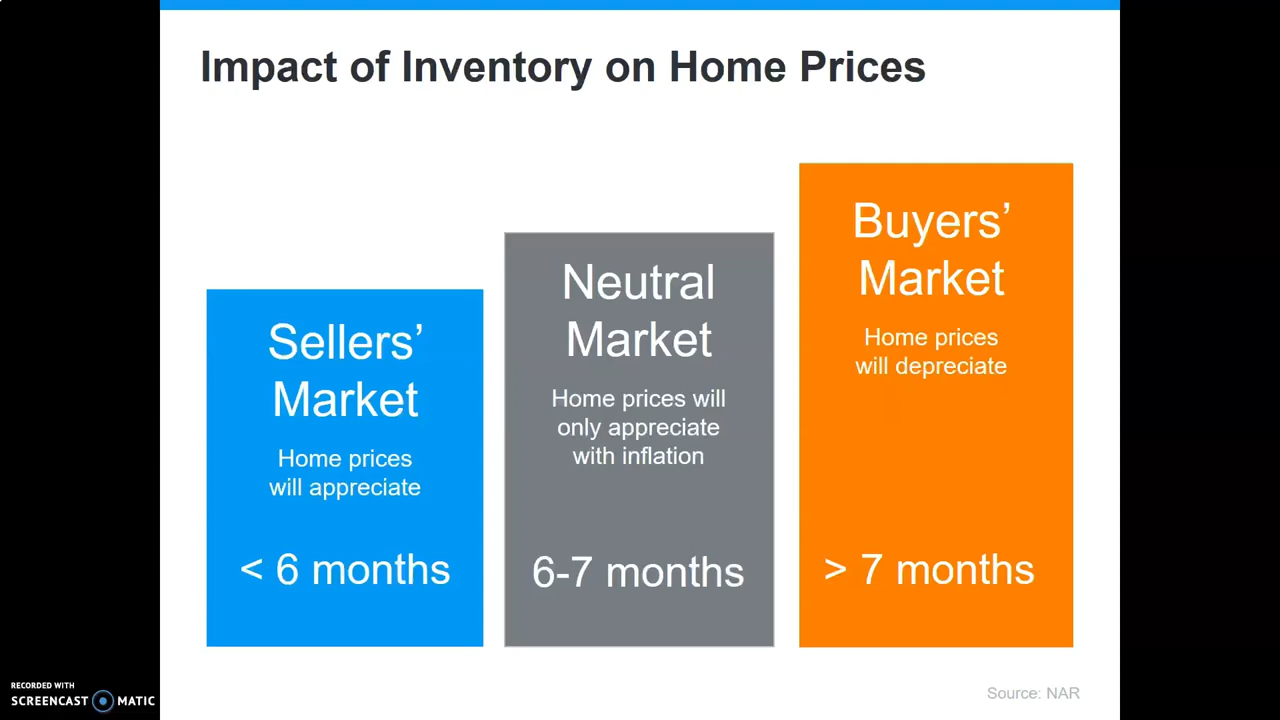 Impact of Inventory on Home Prices
Sellers’
Market
Home prices
will appreciate
< 6 months
Neutral
Market
Home prices will
only appreciate
with inflation
6-7 months
Buyers’
Market
Home prices
will depreciate
> 7 months
Source: NAR
RECORDED WITH
SCREENCAST MATIC